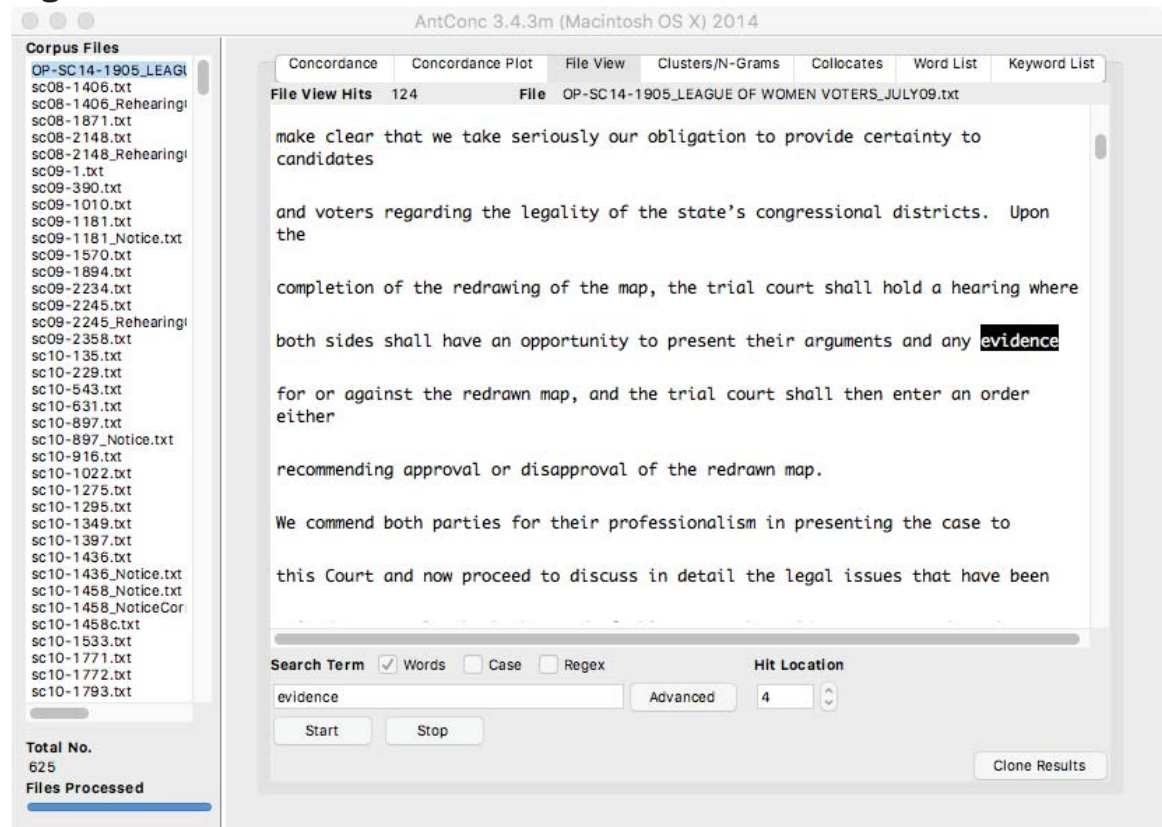 AntConc 3.4.3m (Macintosh OS X) 2014
Corpus Files
OP-SC14-1905_LEAGU
sc08-1406.txt
sc08-1406_Rehearing
sc08-1871.txt
sc08-2148.txt
sc08-2148_Rehearing
sc09-1.txt
sc09-390.txt
sc09-1010.txt
sc09-1181.txt
sc09-1181_Notice.txt
sc09-1570.txt
sc09-1894.txt
sc09-2234.txt
sc09-2245.txt
sc09-2245_Rehearing
sc09-2358.txt
sc10-135.txt
sc10-229.txt
sc10-543.txt
sc10-631.txt
sc10-897.txt
sc10-897_Notice.txt
sc10-916.txt
sc10-1022.txt
sc10-1275.txt
sc10-1295.txt
sc10-1349.txt
sc10-1397.txt
sc10-1436.txt
sc10-1436_Notice.txt
sc10-1458_Notice.txt
sc10-1458_NoticeCor
sc10-1458c.txt
sc10-1533.txt
sc10-1771.txt
sc10-1772.txt
sc10-1793.txt
Total No.
625
Files Processed
Concordance Concordance Plot File View Clusters/N-Grams Collocates Word List Keyword List
File View Hits 124 File OP-SC14-1905_LEAGUE OF WOMEN VOTERS_JULY09.txt
make clear that we take seriously our obligation to provide certainty to
candidates
and voters regarding the legality of the state's congressional districts. Upon
the
completion of the redrawing of the map, the trial court shall hold a hearing where
both sides shall have an opportunity to present their arguments and any evidence
for or against the redrawn map, and the trial court shall then enter an order
either
recommending approval or disapproval of the redrawn map.
We commend both parties for their professionalism in presenting the case to
this Court and now proceed to discuss in detail the legal issues that have been
Search Term Words Case Regex Hit Location
evidence Advanced 4
Start Stop
Clone Results